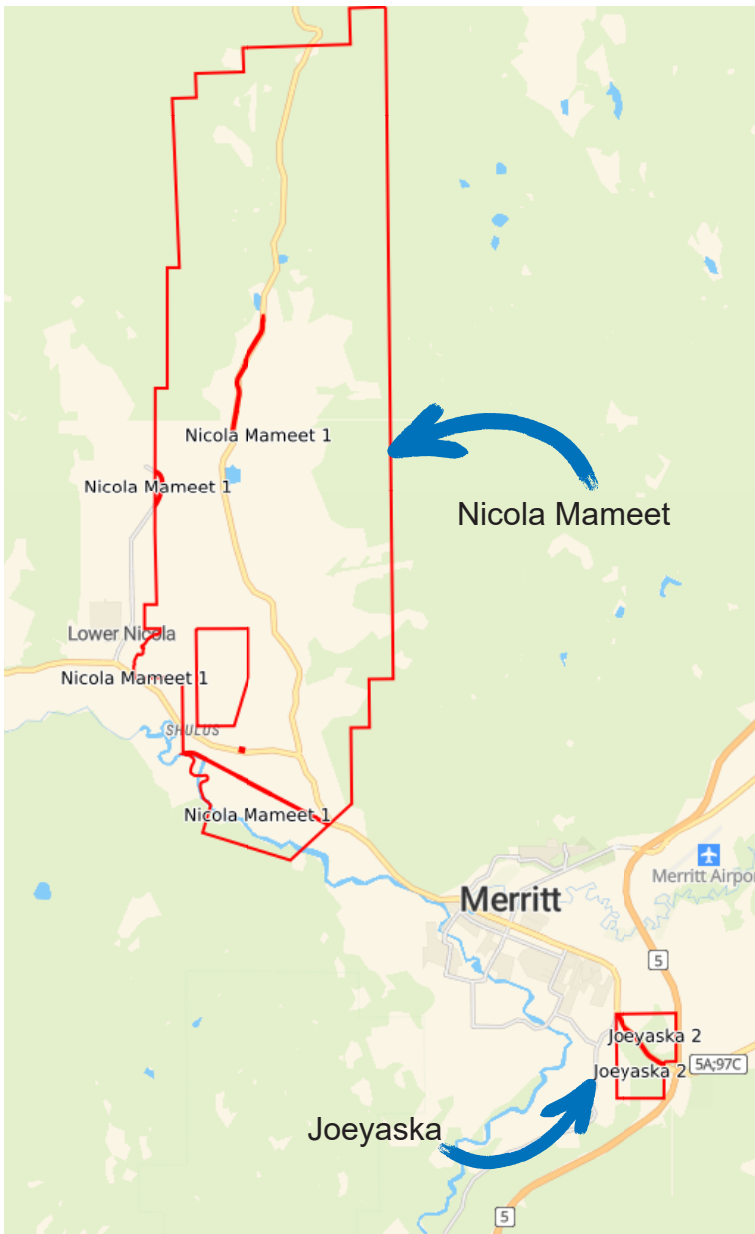 Nicola Mameet 1
Nicola Mameet 1
Nicola Mameet
Lower Nicola
Nicola Mameet 1
SHULUS
Nicola Mameet 1
Merritt Airpor
Merritt
5
Joeyaska 2
5A;97C
Joeyaska 2
Joeyaska
5